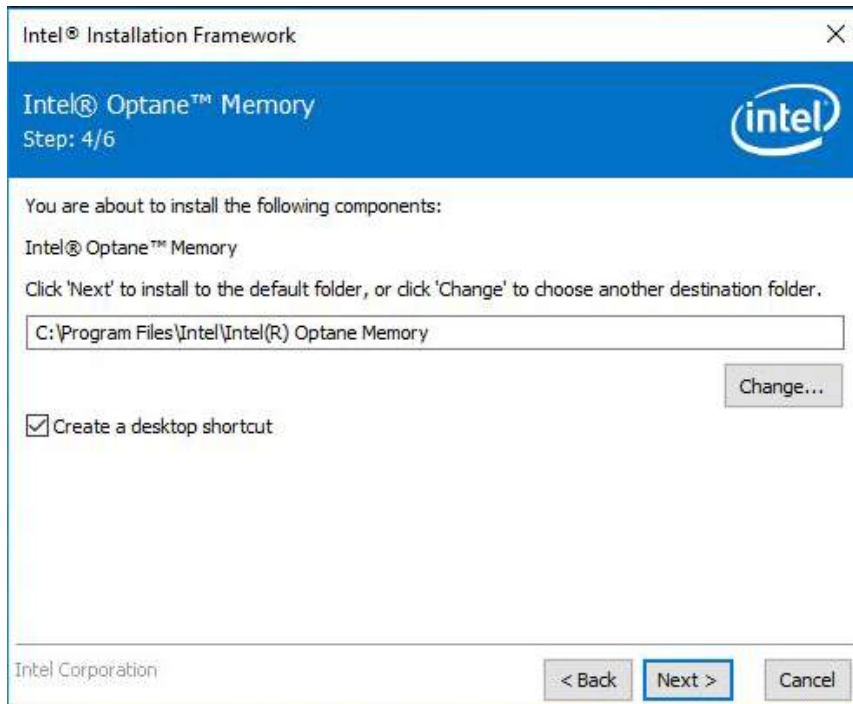 Intel® Installation Framework
Intel® Optane™ Memory
Step: 4/6
intel
You are about to install the following components:
Intel® Optane™ Memory
Click 'Next' to install to the default folder, or click 'Change' to choose another destination folder.
C:\Program Files\Intel\Intel(R) Optane Memory
Change...
Create a desktop shortcut
Intel Corporation
< Back
Next >
Cancel